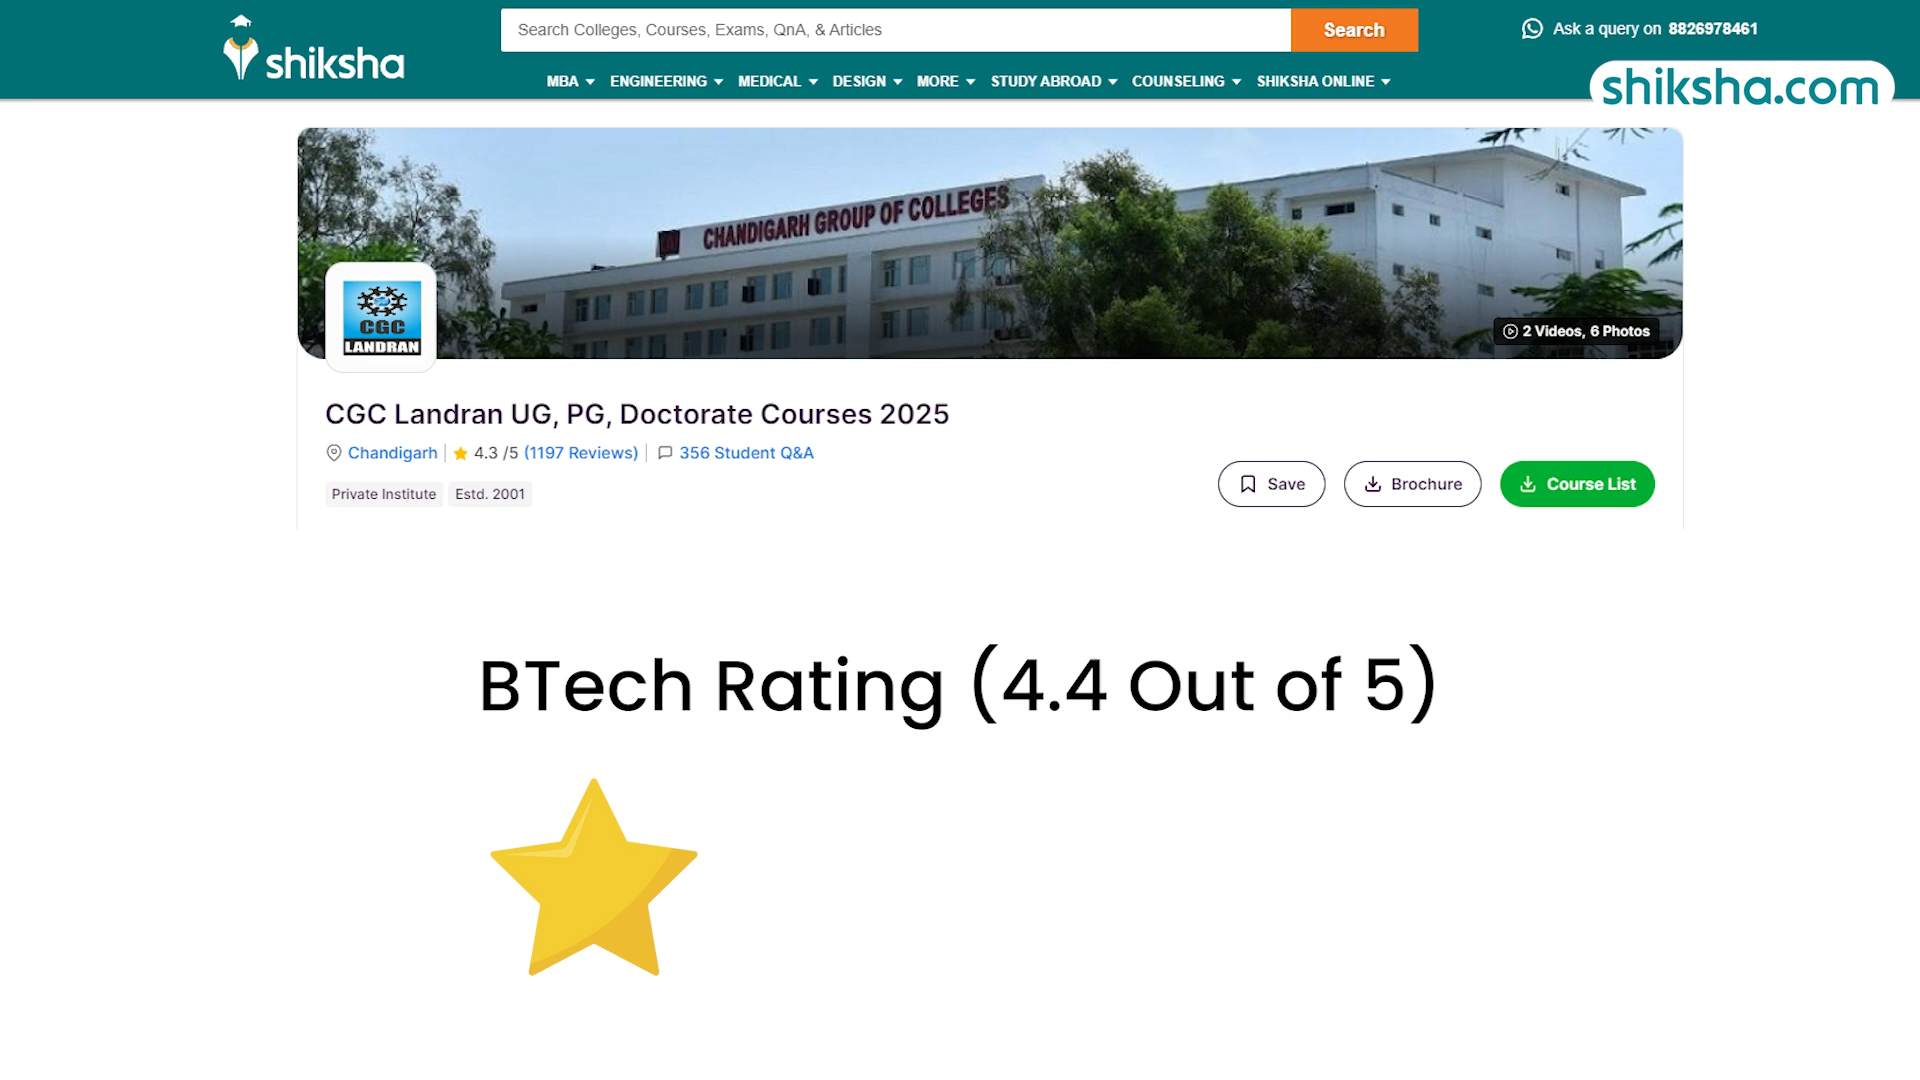 shiksha
Search Colleges, Courses, Exams, QnA, & Articles
Search
Ask a query on 8826978461
MBA
ENGINEERING
MEDICAL
DESIGN
MORE
STUDY ABROAD
COUNSELING
SHIKSHA ONLINE
shiksha.com
CHANDIGARH GROUP OF COLLEGES
CGC
LANDRAN
2 Videos, 6 Photos
CGC Landran UG, PG, Doctorate Courses 2025
Chandigarh
4.3 /5 (1197 Reviews)
356 Student Q&A
Private Institute
Estd. 2001
Save
Brochure
Course List
BTech Rating (4.4 Out of 5)